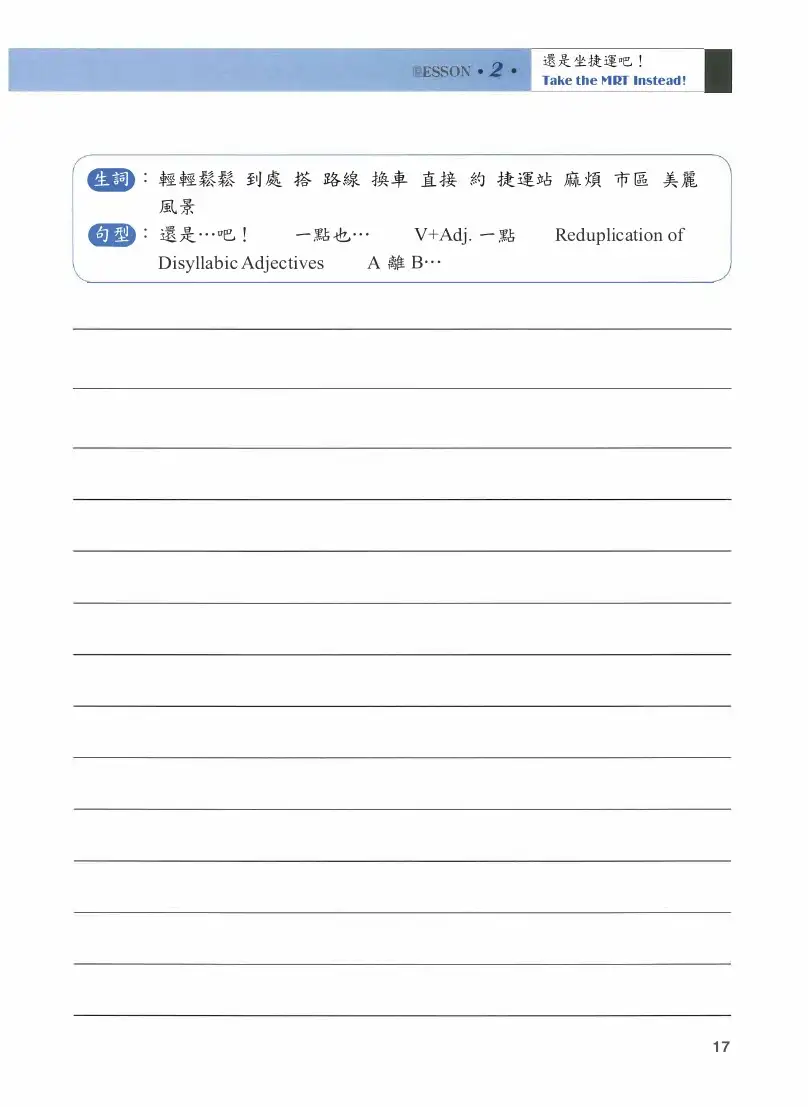 LESSON • 2 •
還是坐捷運吧！
Take the MRT Instead!
生詞：輕輕鬆鬆 到處 搭 路線 換車 直接 約 捷運站 麻煩 市區 美麗
風景
句型：還是…吧！ 一點也… V+Adj. 一點 Reduplication of
Disyllabic Adjectives A 離 B…
17